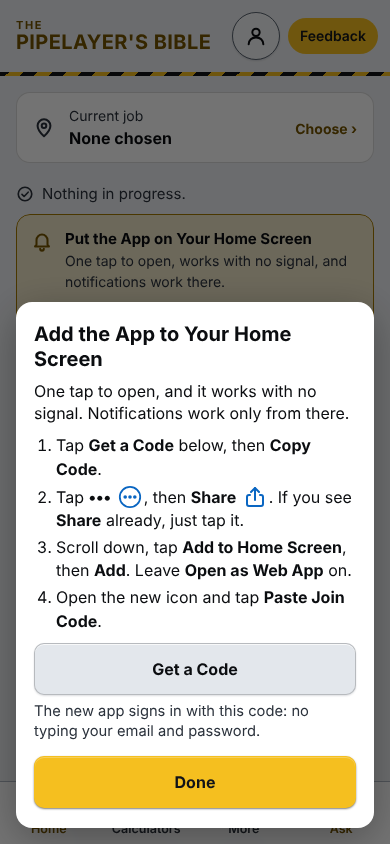 THE
PIPELAYER'S BIBLE
Feedback
Current job
None chosen
Choose ›
Nothing in progress.
Put the App on Your Home Screen
One tap to open, works with no signal, and
notifications work there.
Add the App to Your Home
Screen
One tap to open, and it works with no
signal. Notifications work only from there.
1. Tap Get a Code below, then Copy
Code.
2. Tap ••• , then Share . If you see
Share already, just tap it.
3. Scroll down, tap Add to Home Screen,
then Add. Leave Open as Web App on.
4. Open the new icon and tap Paste Join
Code.
Get a Code
The new app signs in with this code: no
typing your email and password.
Done
Home Calculators More Ask